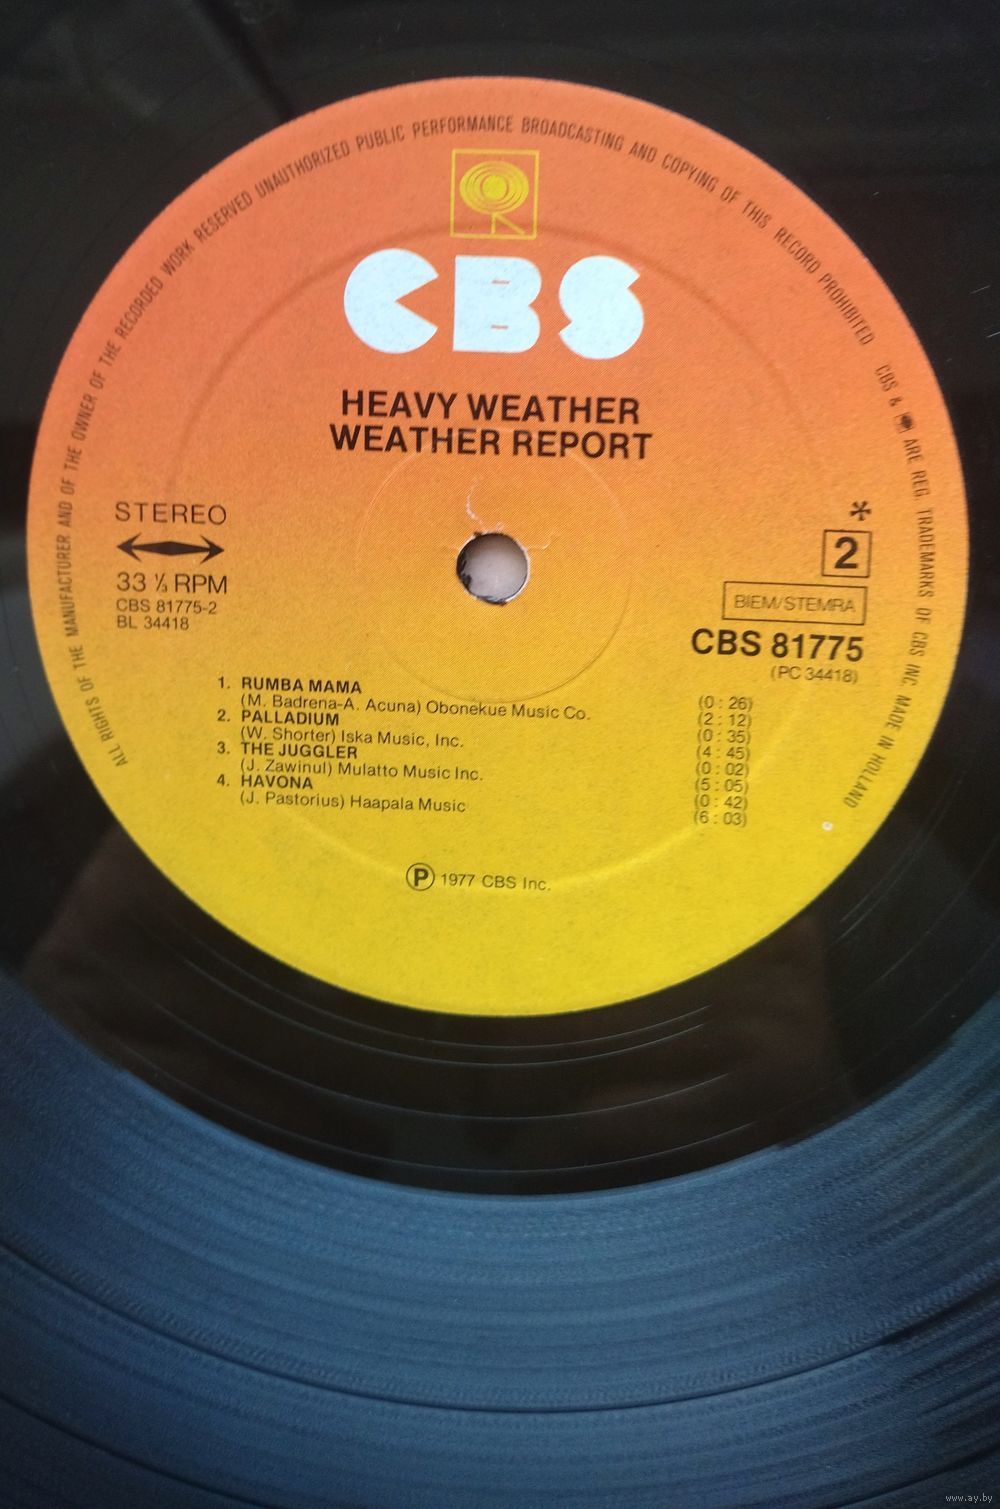 ALL RIGHTS OF THE MANUFACTURER AND OF THE OWNER OF THE RECORDED WORK RESERVED UNAUTHORIZED PUBLIC PERFORMANCE BROADCASTING AND COPYING OF THIS RECORD PROHIBITED
CBS & ARE REG. TRADEMARKS OF CBS INC. MADE IN HOLLAND
CBS
HEAVY WEATHER
WEATHER REPORT
STEREO
33 ⅓ RPM
CBS 81775-2
BL 34418
*
2
BIEM/STEMRA
CBS 81775
(PC 34418)
1. RUMBA MAMA
(M. Badrena-A. Acuna) Obonekue Music Co. (0 : 26)
2. PALLADIUM (2 : 12)
(W. Shorter) Iska Music, Inc. (0 : 35)
3. THE JUGGLER (4 : 45)
(J. Zawinul) Mulatto Music Inc. (0 : 02)
4. HAVONA (5 : 05)
(J. Pastorius) Haapala Music (0 : 42)
(6 : 03)
Ⓟ 1977 CBS Inc.
www.ay.by